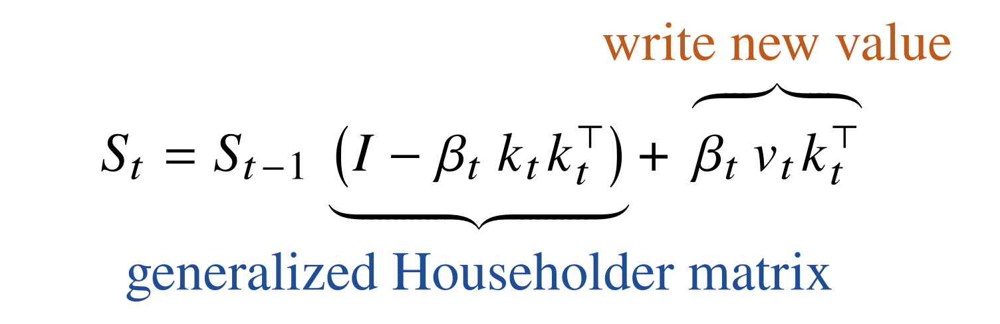 write new value
S_t = S_{t−1} (I − β_t k_t k_t^⊤) + β_t v_t k_t^⊤
generalized Householder matrix